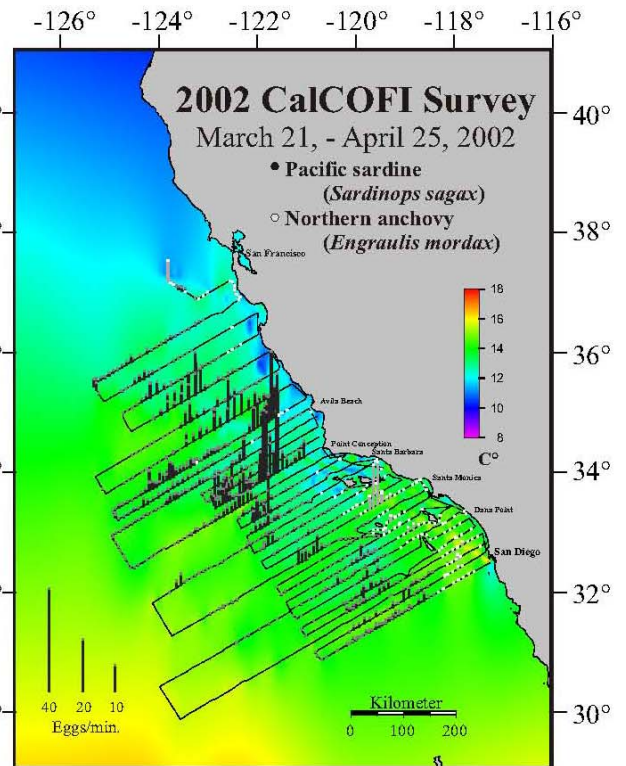 -126° -124° -122° -120° -118° -116°
2002 CalCOFI Survey
March 21, - April 25, 2002
Pacific sardine
(Sardinops sagax)
Northern anchovy
(Engraulis mordax)
40°
38°
36°
34°
32°
30°
San Francisco
Avila Beach
Point Conception
Santa Barbara
Santa Monica
Dana Point
San Diego
18
16
14
12
10
8
C°
40 20 10
Eggs/min.
Kilometer
0 100 200